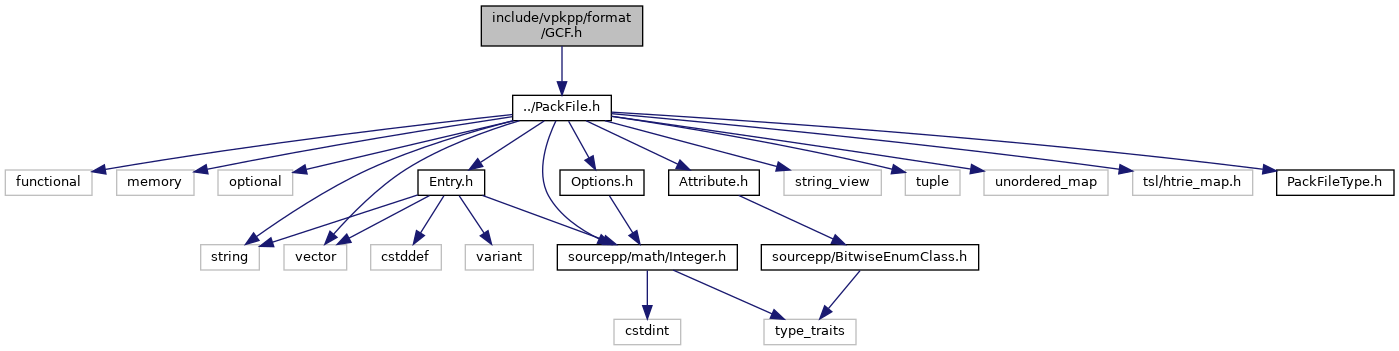 include/vpkpp/format
/GCF.h
../PackFile.h
functional
memory
optional
Entry.h
Options.h
Attribute.h
string_view
tuple
unordered_map
tsl/htrie_map.h
PackFileType.h
string
vector
cstddef
variant
sourcepp/math/Integer.h
sourcepp/BitwiseEnumClass.h
cstdint
type_traits